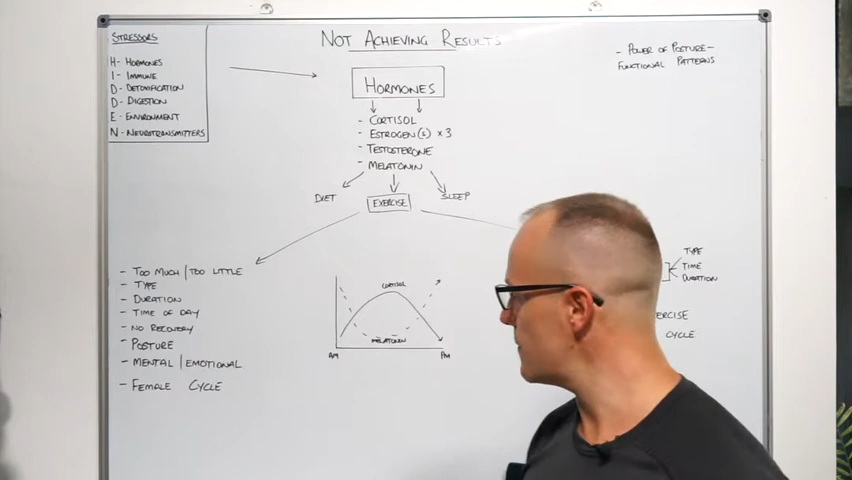 STRESSORS
H- HORMONES
I- IMMUNE
D- DETOXIFICATION
D- DIGESTION
E- ENVIRONMENT
N- NEUROTRANSMITTERS
NOT ACHIEVING RESULTS
HORMONES
- CORTISOL
- ESTROGEN(S) x 3
- TESTOSTERONE
- MELATONIN
DIET
EXERCISE
SLEEP
- POWER OF POSTURE -
FUNCTIONAL PATTERNS
- TOO MUCH | TOO LITTLE
- TYPE
- DURATION
- TIME OF DAY
- NO RECOVERY
- POSTURE
- MENTAL | EMOTIONAL
- FEMALE CYCLE
CORTISOL
MELATONIN
AM
PM
TYPE
TIME
DURATION
CYCLE